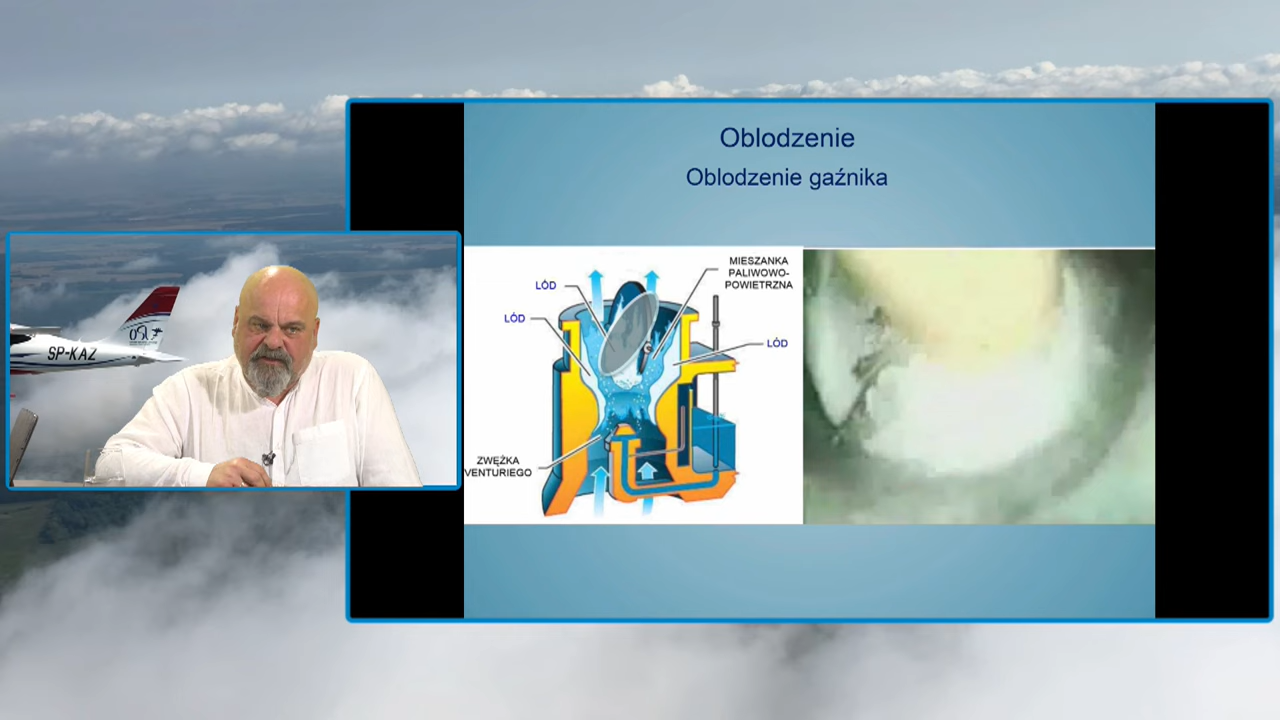 Oblodzenie
Oblodzenie gaźnika
MIESZANKA
PALIWOWO-
POWIETRZNA
LÓD
LÓD
LÓD
ZWĘŻKA
VENTURIEGO
SP-KAZ